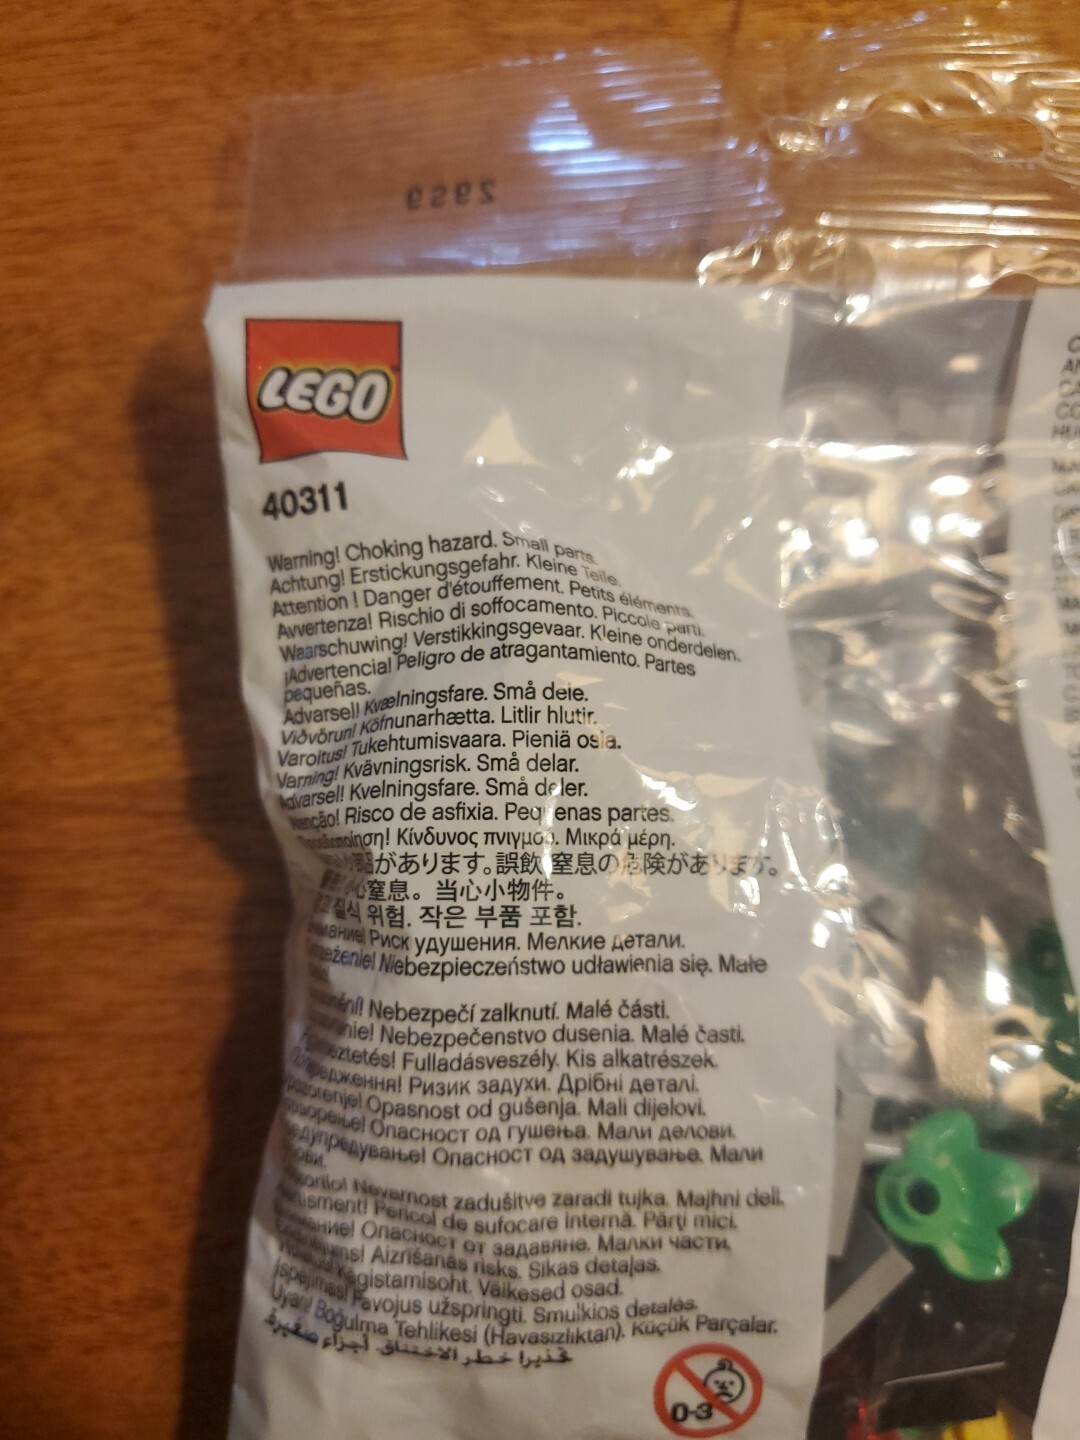 LEGO
40311
Warning! Choking hazard. Small parts.
Achtung! Erstickungsgefahr. Kleine Teile.
Attention ! Danger d'étouffement. Petits éléments.
Avvertenza! Rischio di soffocamento. Piccole parti.
Waarschuwing! Verstikkingsgevaar. Kleine onderdelen.
¡Advertencia! Peligro de atragantamiento. Partes
pequeñas.
Advarsel! Kvælningsfare. Små dele.
Viðvörun! Köfnunarhætta. Litlir hlutir.
Varoitus! Tukehtumisvaara. Pieniä osia.
Varning! Kvävningsrisk. Små delar.
Advarsel! Kvelningsfare. Små deler.
Risco de asfixia. Pequenas partes.
Κίνδυνος πνιγμού. Μικρά μέρη.
があります。誤飲 窒息の危険があります。
窒息。当心小物件。
질식 위험. 작은 부품 포함.
Риск удушения. Мелкие детали.
Niebezpieczeństwo udławienia się. Małe
Nebezpečí zalknutí. Malé části.
Nebezpečenstvo dusenia. Malé časti.
Fulladásveszély. Kis alkatrészek.
Ризик задухи. Дрібні деталі.
Opasnost od gušenja. Mali dijelovi.
Опасност од гушења. Мали делови.
Опасност од задушување. Мали
Nevarnost zadušitve zaradi tujka. Majhni deli.
Pericol de sufocare internă. Părţi mici.
Опасност от задавяне. Малки части.
Aizrīšanās risks. Sīkas detaļas.
Väikesed osad.
Pavojus užspringti. Smulkios detalės.
Uyarı! Boğulma Tehlikesi (Havasızlıktan). Küçük Parçalar.
تحذير! خطر الاختناق. أجزاء صغيرة
0-3